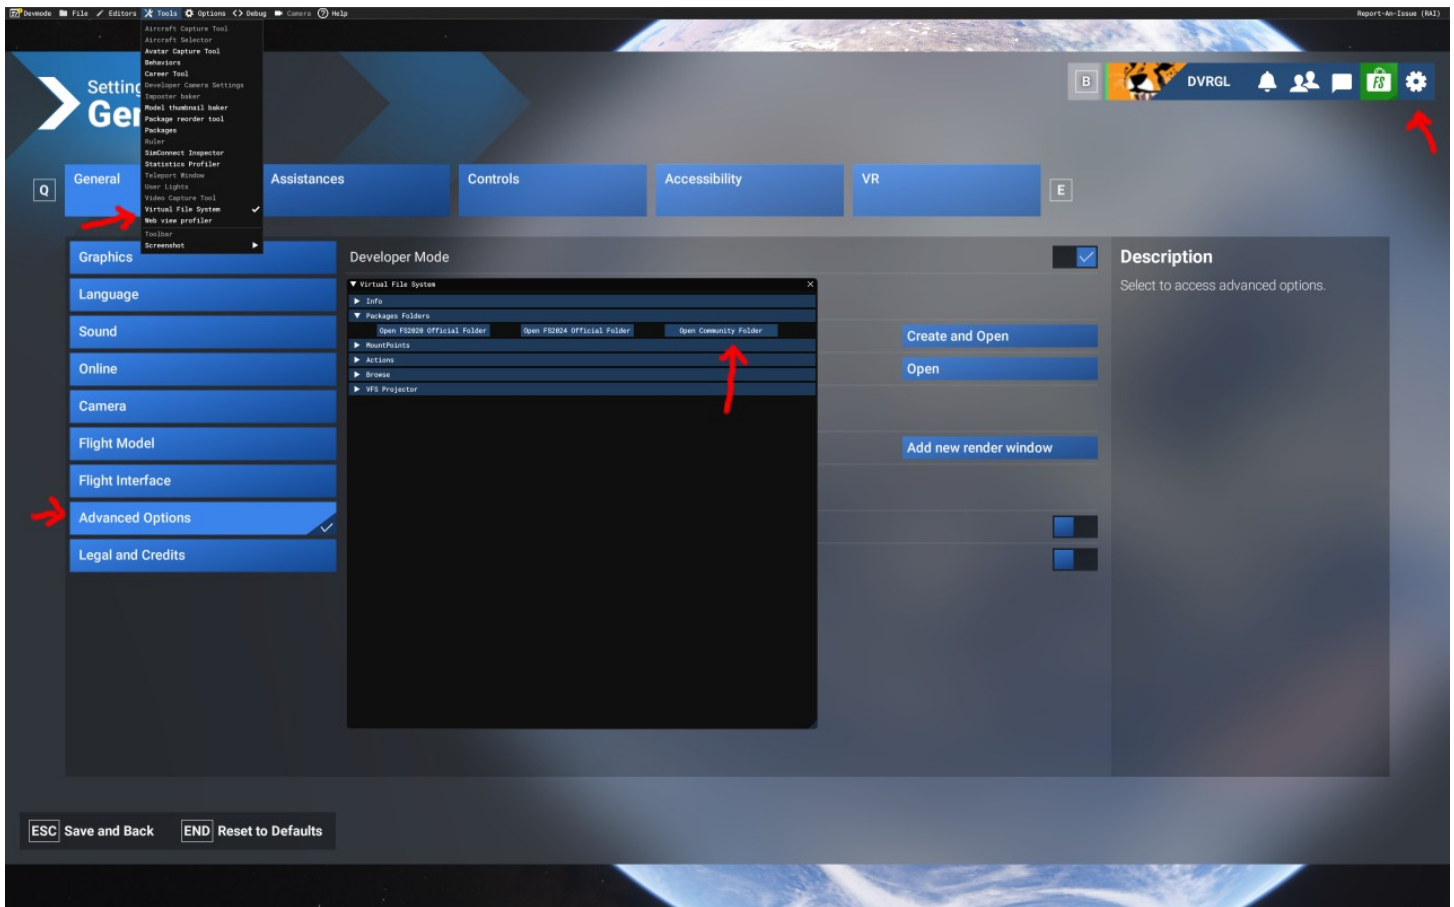 Devmode File Editors Tools Options Debug Camera Help
Report-An-Issue (RAI)
Aircraft Capture Tool
Aircraft Selector
Avatar Capture Tool
Behaviors
Career Tool
Developer Camera Settings
Imposter baker
Model thumbnail baker
Package reorder tool
Packages
Ruler
SimConnect Inspector
Statistics Profiler
Teleport Window
User Lights
Video Capture Tool
Virtual File System
Web view profiler
Toolbar
Screenshot
Setting
Gen
B DVRGL FS
Q General Assistances Controls Accessibility VR E
Graphics
Language
Sound
Online
Camera
Flight Model
Flight Interface
Advanced Options
Legal and Credits
Developer Mode
Virtual File System X
Info
Packages Folders
Open FS2020 Official Folder Open FS2024 Official Folder Open Community Folder
MountPoints
Actions
Browse
VFS Projector
Create and Open
Open
Add new render window
Description
Select to access advanced options.
ESC Save and Back END Reset to Defaults